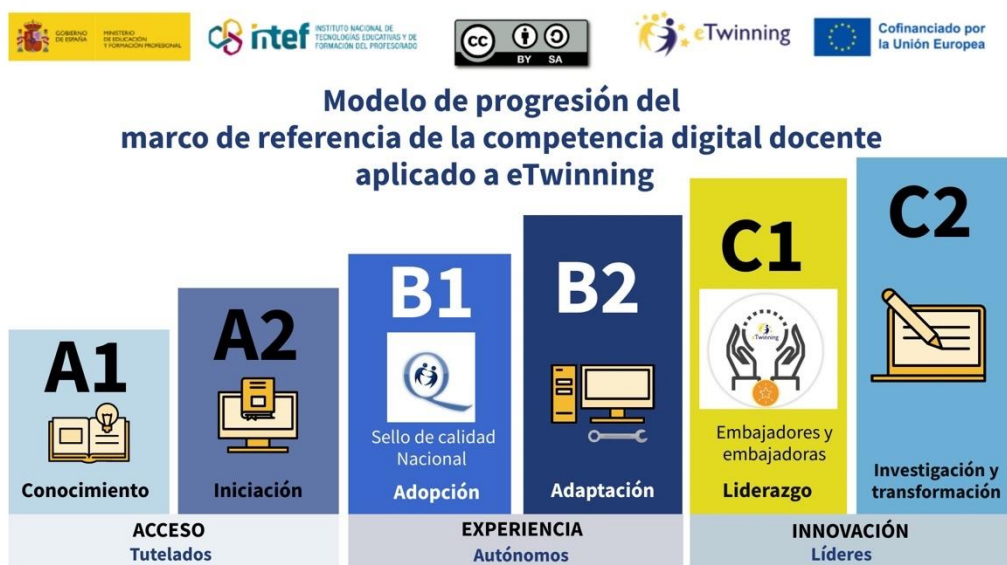 GOBIERNO
DE ESPAÑA
MINISTERIO
DE EDUCACIÓN
Y FORMACIÓN PROFESIONAL
intef
INSTITUTO NACIONAL DE
TECNOLOGÍAS EDUCATIVAS Y DE
FORMACIÓN DEL PROFESORADO
cc
BY SA
eTwinning
Cofinanciado por
la Unión Europea
Modelo de progresión del
marco de referencia de la competencia digital docente
aplicado a eTwinning
A1
Conocimiento
A2
Iniciación
B1
Sello de calidad
Nacional
Adopción
B2
Adaptación
C1
eTwinning
Embajadores y
embajadoras
Liderazgo
C2
Investigación y
transformación
ACCESO
Tutelados
EXPERIENCIA
Autónomos
INNOVACIÓN
Líderes